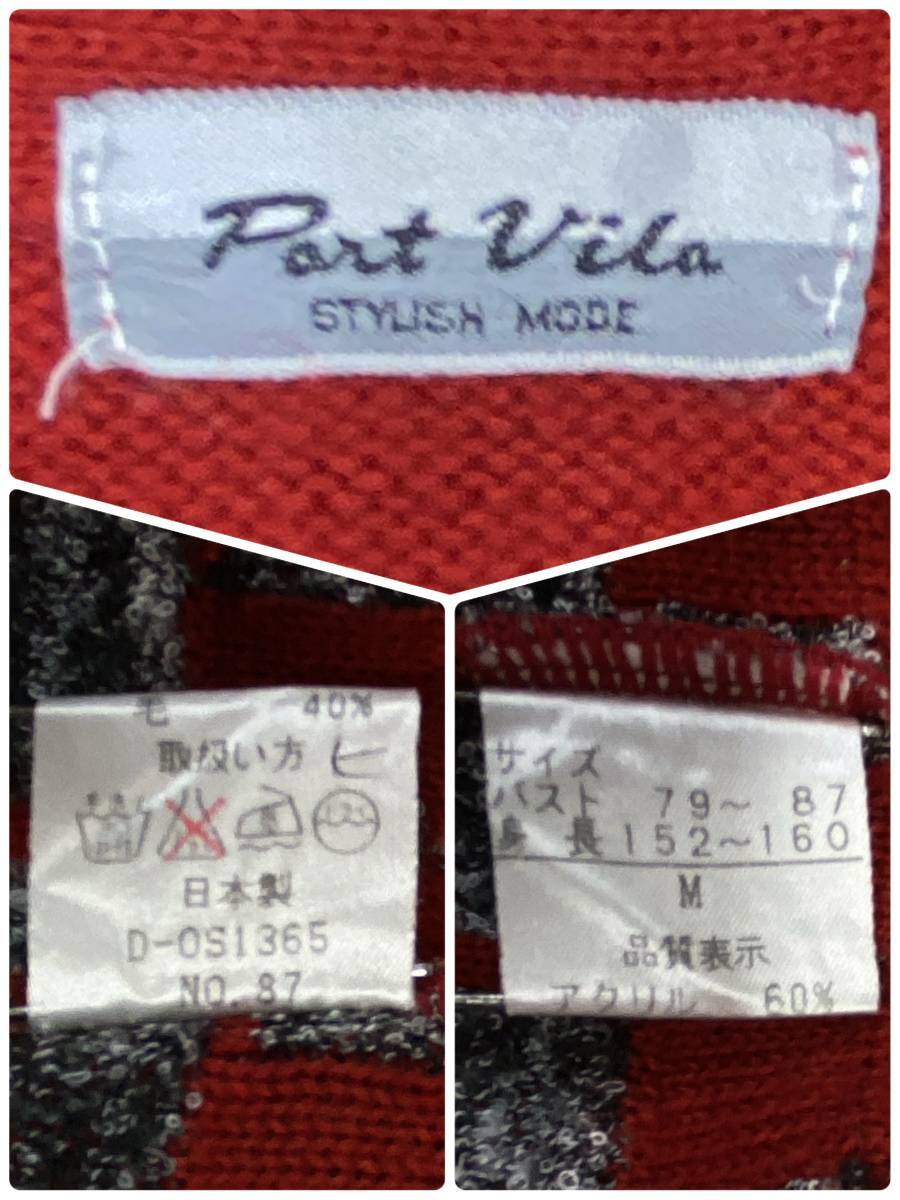 Port Vila
STYLISH MODE
毛 40%
取扱い方 ヒ
日本製
D-OS1365
NO.87
サイズ
バスト 79～ 87
身 長 152～160
M
品質表示
アクリル 60%